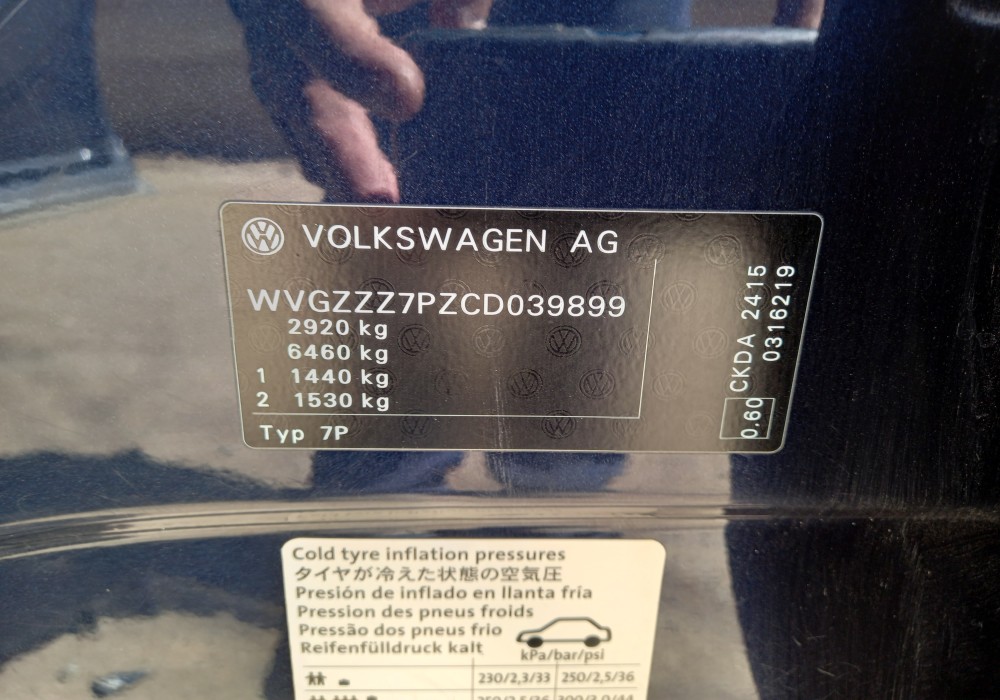 VOLKSWAGEN AG
WVGZZZ7PZCD039899
2920 kg
6460 kg
1 1440 kg
2 1530 kg
Typ 7P
0.60
CKDA 2415
0316219
Cold tyre inflation pressures
タイヤが冷えた状態の空気圧
Presión de inflado en llanta fría
Pression des pneus froids
Pressão dos pneus frio
Reifenfülldruck kalt
kPa/bar/psi
230/2,3/33 250/2,5/36